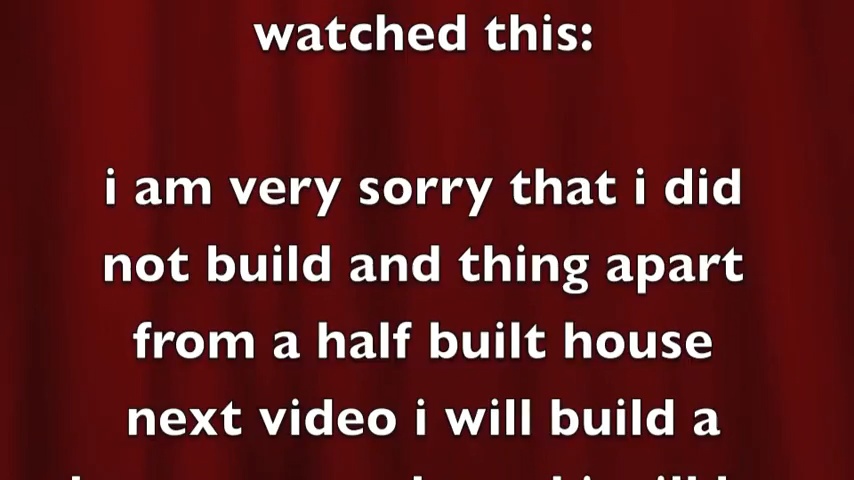 watched this:
i am very sorry that i did
not build and thing apart
from a half built house
next video i will build a